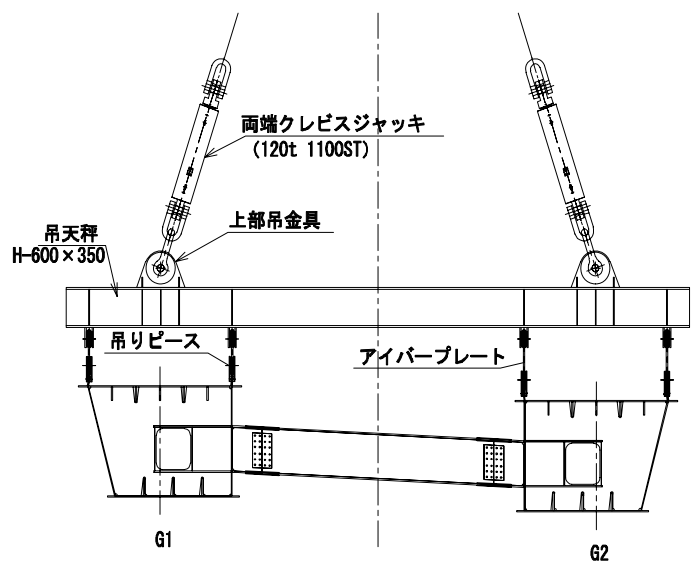 両端クレビスジャッキ
(120t 1100ST)
上部吊金具
吊天秤
H-600×350
吊りピース
アイバープレート
G1
G2